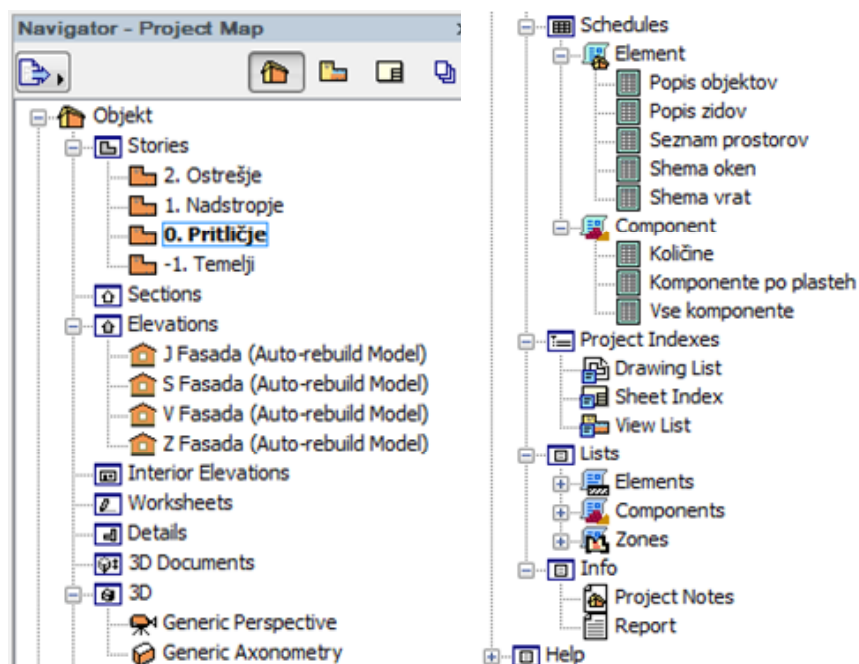 Navigator - Project Map
Objekt
Stories
2. Ostrešje
1. Nadstropje
0. Pritličje
-1. Temelji
Sections
Elevations
J Fasada (Auto-rebuild Model)
S Fasada (Auto-rebuild Model)
V Fasada (Auto-rebuild Model)
Z Fasada (Auto-rebuild Model)
Interior Elevations
Worksheets
Details
3D Documents
3D
Generic Perspective
Generic Axonometry
Schedules
Element
Popis objektov
Popis zidov
Seznam prostorov
Shema oken
Shema vrat
Component
Količine
Komponente po plasteh
Vse komponente
Project Indexes
Drawing List
Sheet Index
View List
Lists
Elements
Components
Zones
Info
Project Notes
Report
Help